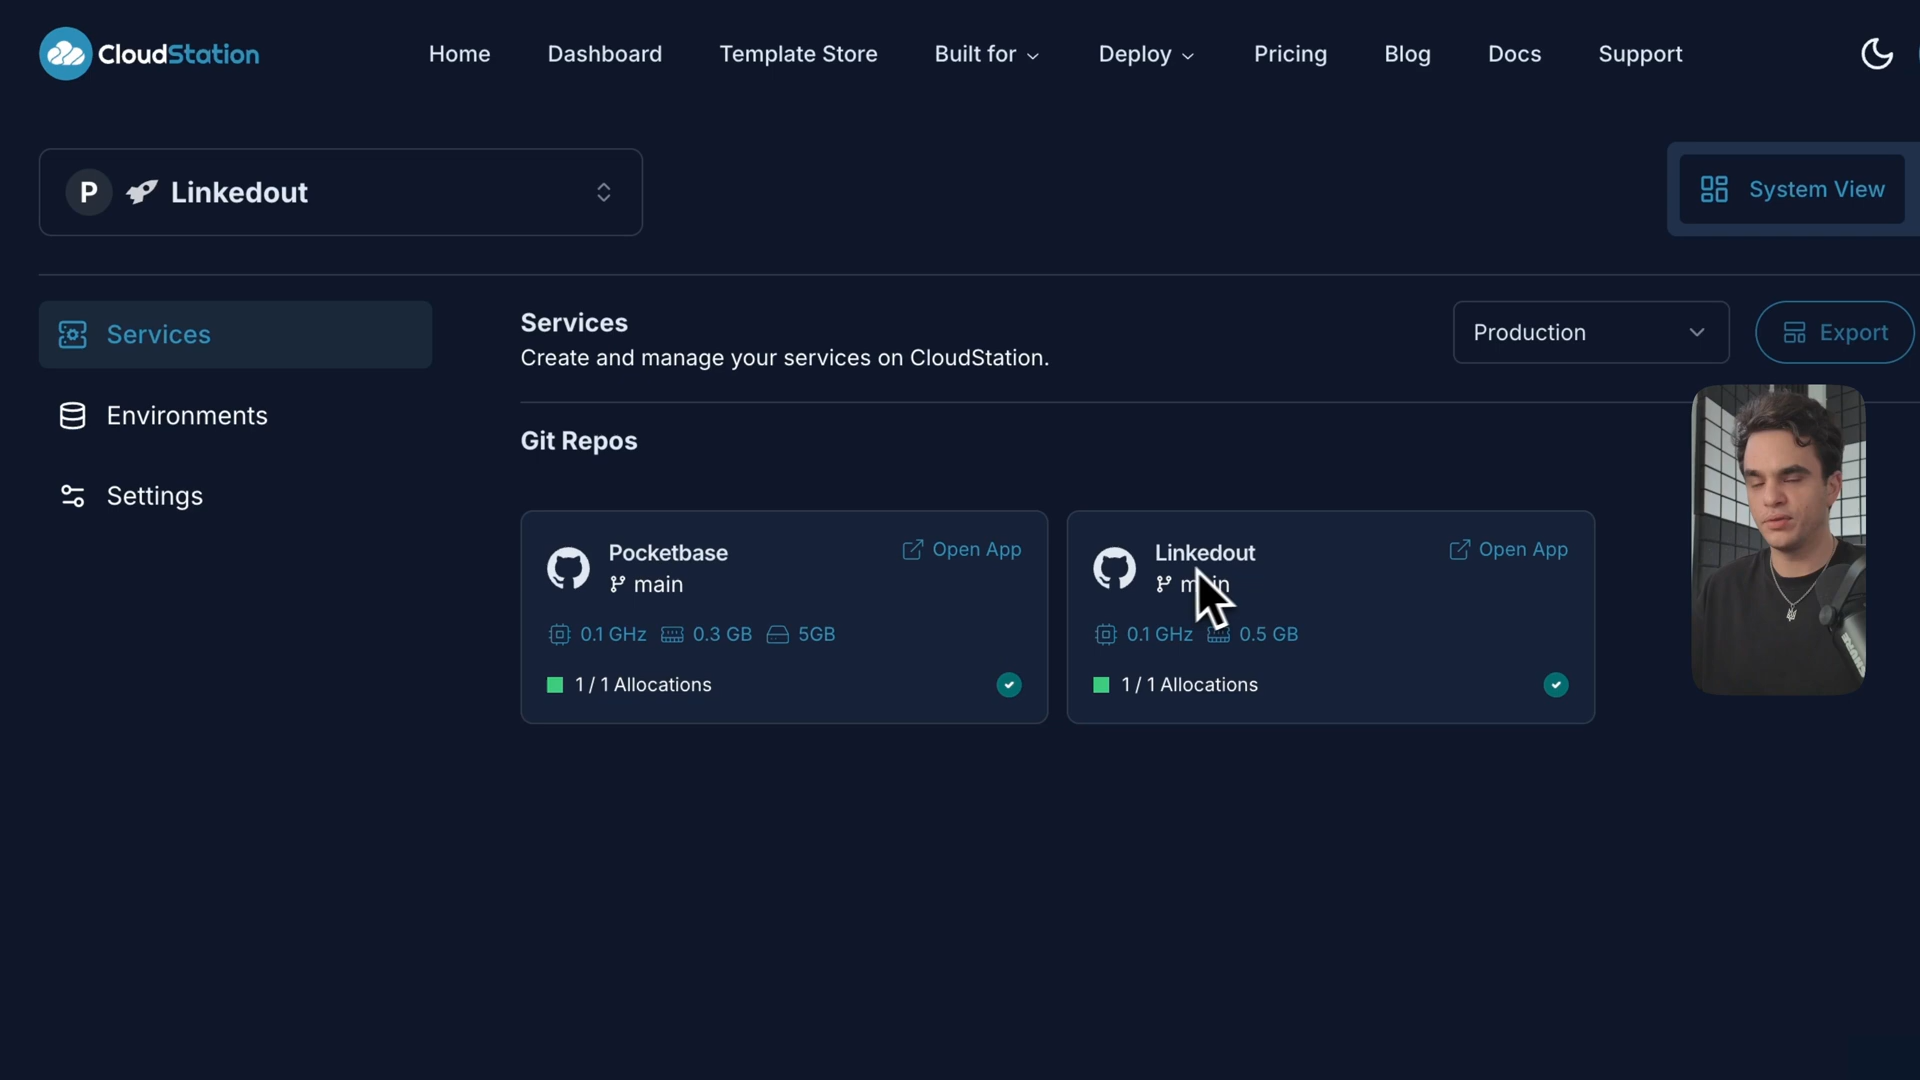 CloudStation
Home Dashboard Template Store Built for Deploy Pricing Blog Docs Support
P Linkedout
System View
Services
Environments
Settings
Services
Create and manage your services on CloudStation.
Production
Export
Git Repos
Pocketbase
Open App
main
0.1 GHz 0.3 GB 5GB
1 / 1 Allocations
Linkedout
Open App
main
0.1 GHz 0.5 GB
1 / 1 Allocations